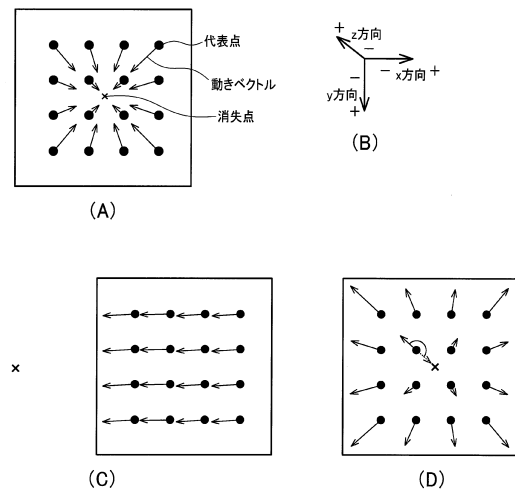 代表点
動きベクトル
消失点
(A)
+ z方向
−
− x方向 +
−
y方向
+
(B)
×
(C)
(D)